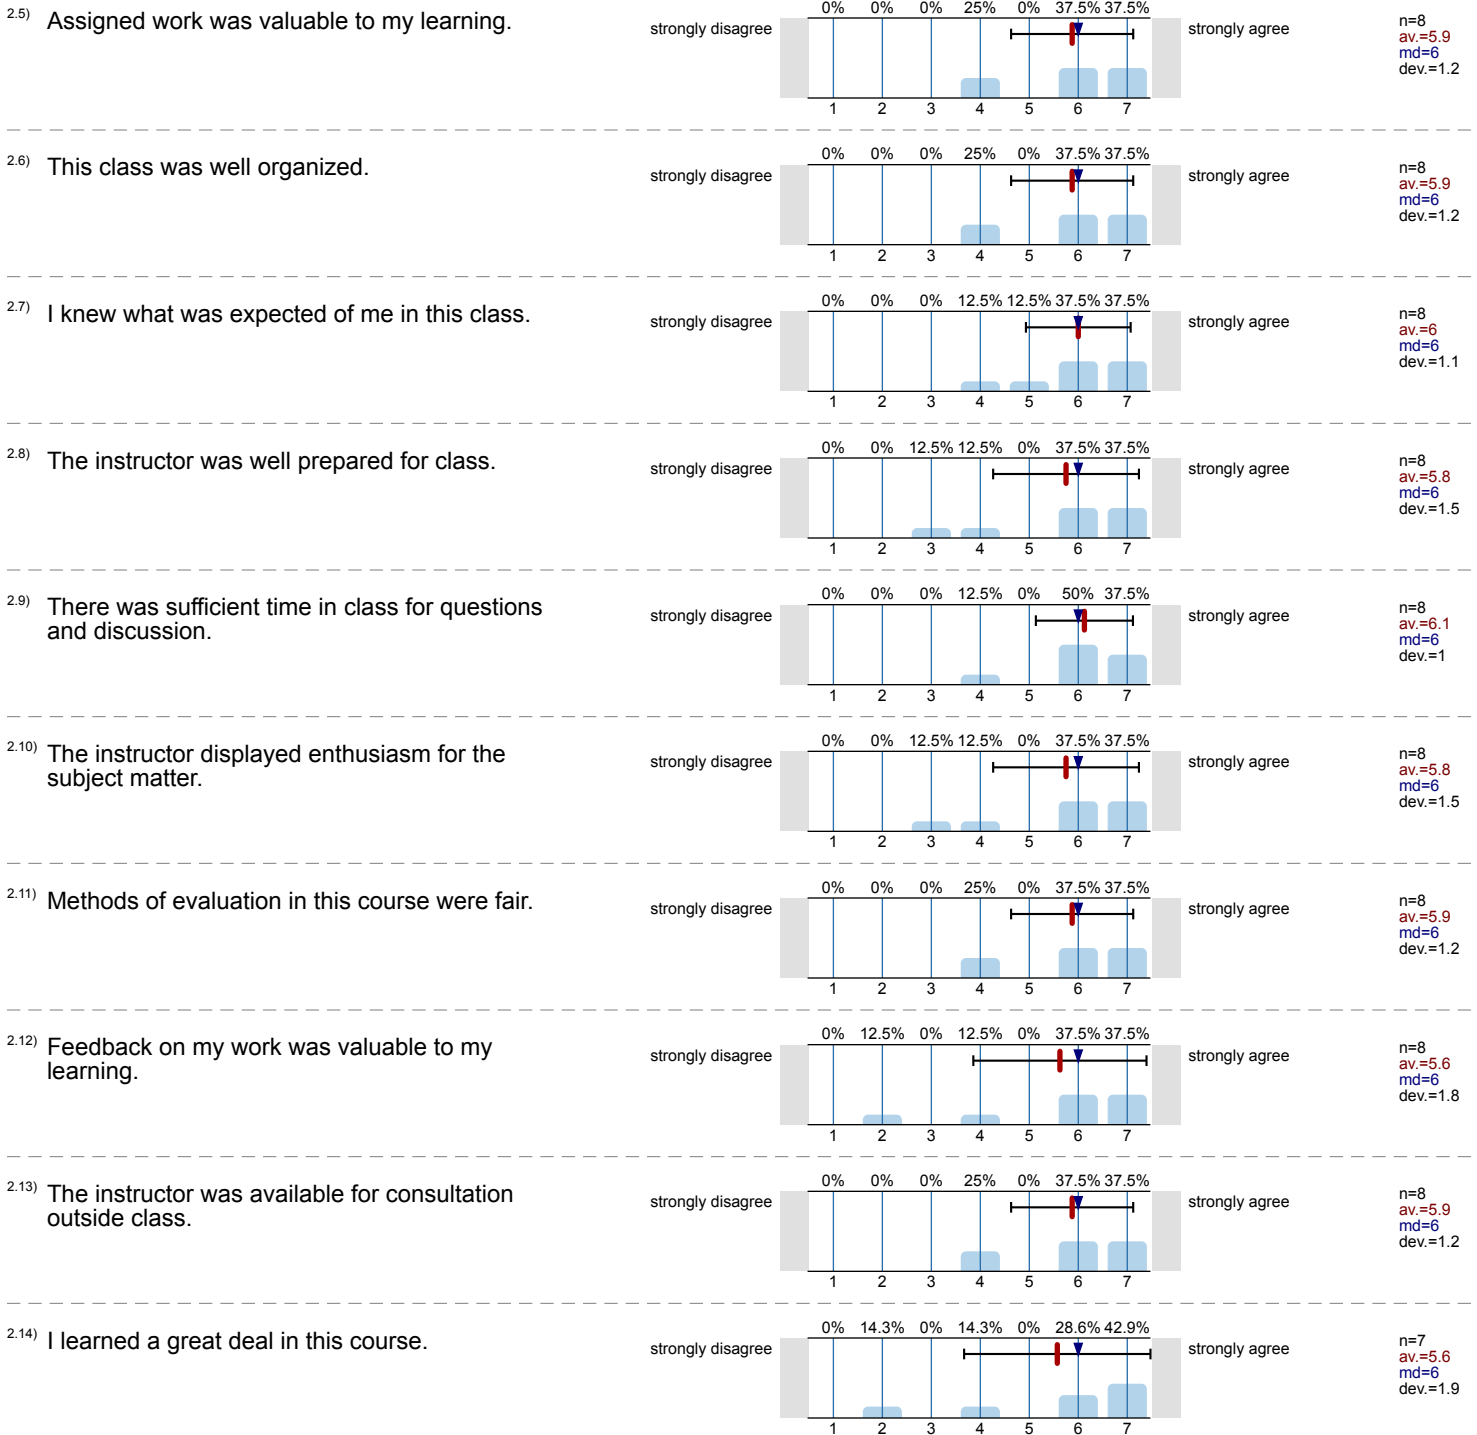 2.5) Assigned work was valuable to my learning.
strongly disagree
0% 0% 0% 25% 0% 37.5% 37.5%
1 2 3 4 5 6 7
strongly agree
n=8
av.=5.9
md=6
dev.=1.2
2.6) This class was well organized.
strongly disagree
0% 0% 0% 25% 0% 37.5% 37.5%
1 2 3 4 5 6 7
strongly agree
n=8
av.=5.9
md=6
dev.=1.2
2.7) I knew what was expected of me in this class.
strongly disagree
0% 0% 0% 12.5% 12.5% 37.5% 37.5%
1 2 3 4 5 6 7
strongly agree
n=8
av.=6
md=6
dev.=1.1
2.8) The instructor was well prepared for class.
strongly disagree
0% 0% 12.5% 12.5% 0% 37.5% 37.5%
1 2 3 4 5 6 7
strongly agree
n=8
av.=5.8
md=6
dev.=1.5
2.9) There was sufficient time in class for questions
and discussion.
strongly disagree
0% 0% 0% 12.5% 0% 50% 37.5%
1 2 3 4 5 6 7
strongly agree
n=8
av.=6.1
md=6
dev.=1
2.10) The instructor displayed enthusiasm for the
subject matter.
strongly disagree
0% 0% 12.5% 12.5% 0% 37.5% 37.5%
1 2 3 4 5 6 7
strongly agree
n=8
av.=5.8
md=6
dev.=1.5
2.11) Methods of evaluation in this course were fair.
strongly disagree
0% 0% 0% 25% 0% 37.5% 37.5%
1 2 3 4 5 6 7
strongly agree
n=8
av.=5.9
md=6
dev.=1.2
2.12) Feedback on my work was valuable to my
learning.
strongly disagree
0% 12.5% 0% 12.5% 0% 37.5% 37.5%
1 2 3 4 5 6 7
strongly agree
n=8
av.=5.6
md=6
dev.=1.8
2.13) The instructor was available for consultation
outside class.
strongly disagree
0% 0% 0% 25% 0% 37.5% 37.5%
1 2 3 4 5 6 7
strongly agree
n=8
av.=5.9
md=6
dev.=1.2
2.14) I learned a great deal in this course.
strongly disagree
0% 14.3% 0% 14.3% 0% 28.6% 42.9%
1 2 3 4 5 6 7
strongly agree
n=7
av.=5.6
md=6
dev.=1.9